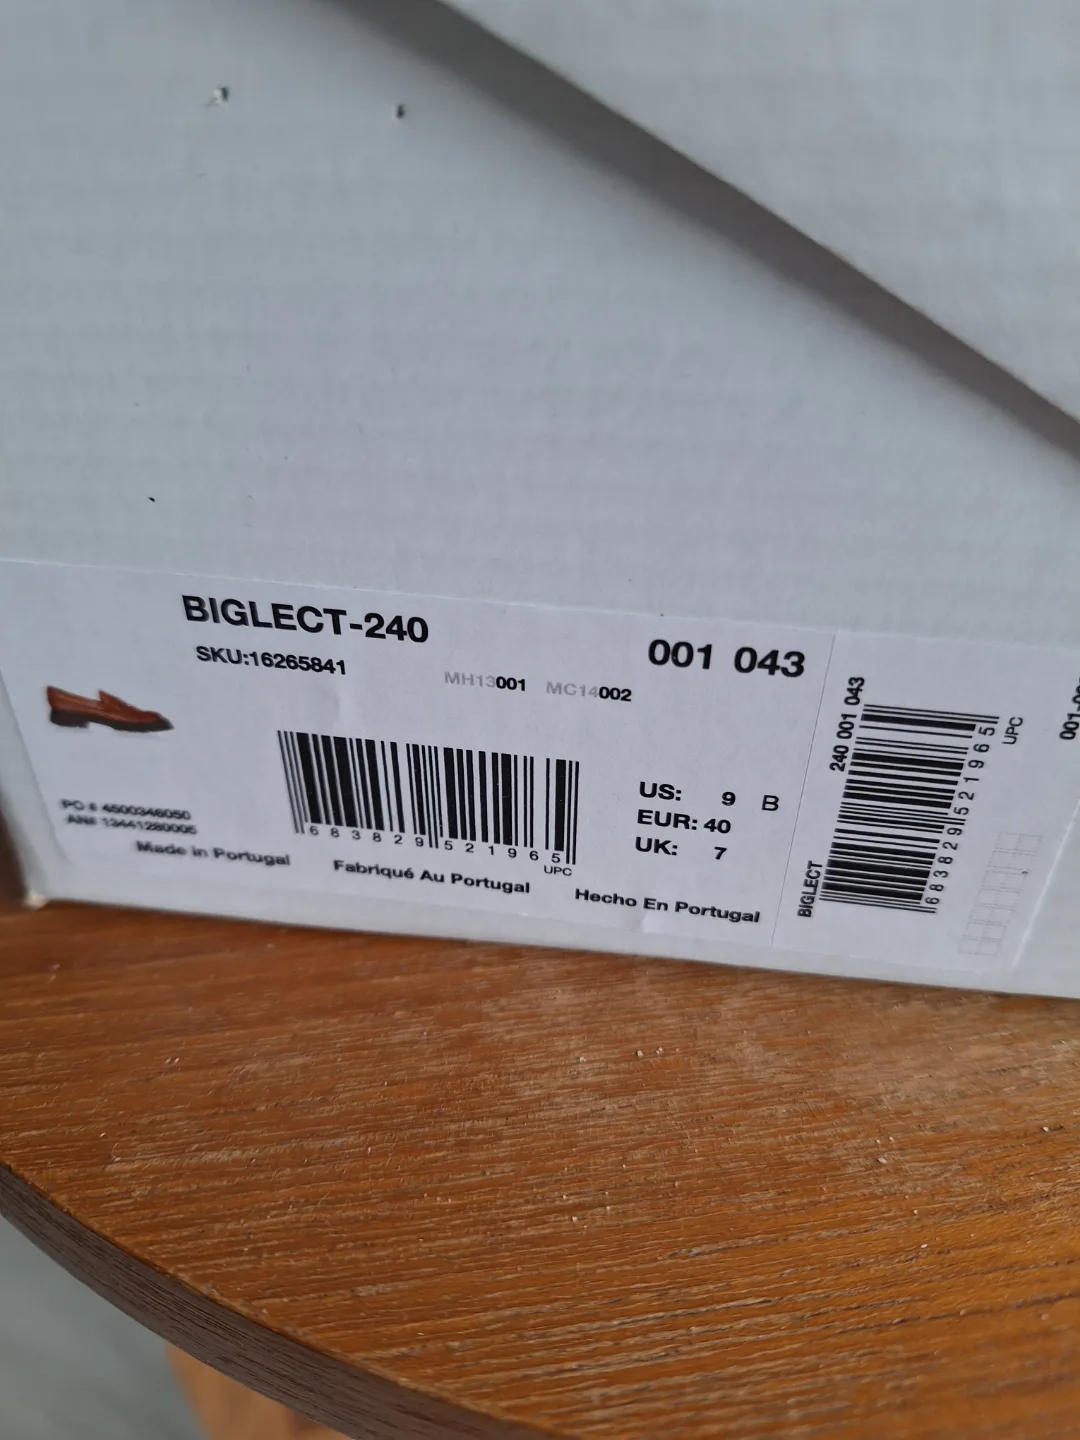 BIGLECT-240
SKU:16265841
MH13001 MC14002
001 043
683829521965
UPC
US: 9 B
EUR: 40
UK: 7
PO # 4500346050
AN# 13441280005
Made in Portugal
Fabriqué Au Portugal
Hecho En Portugal
240 001 043
BIGLECT
683829521965
UPC